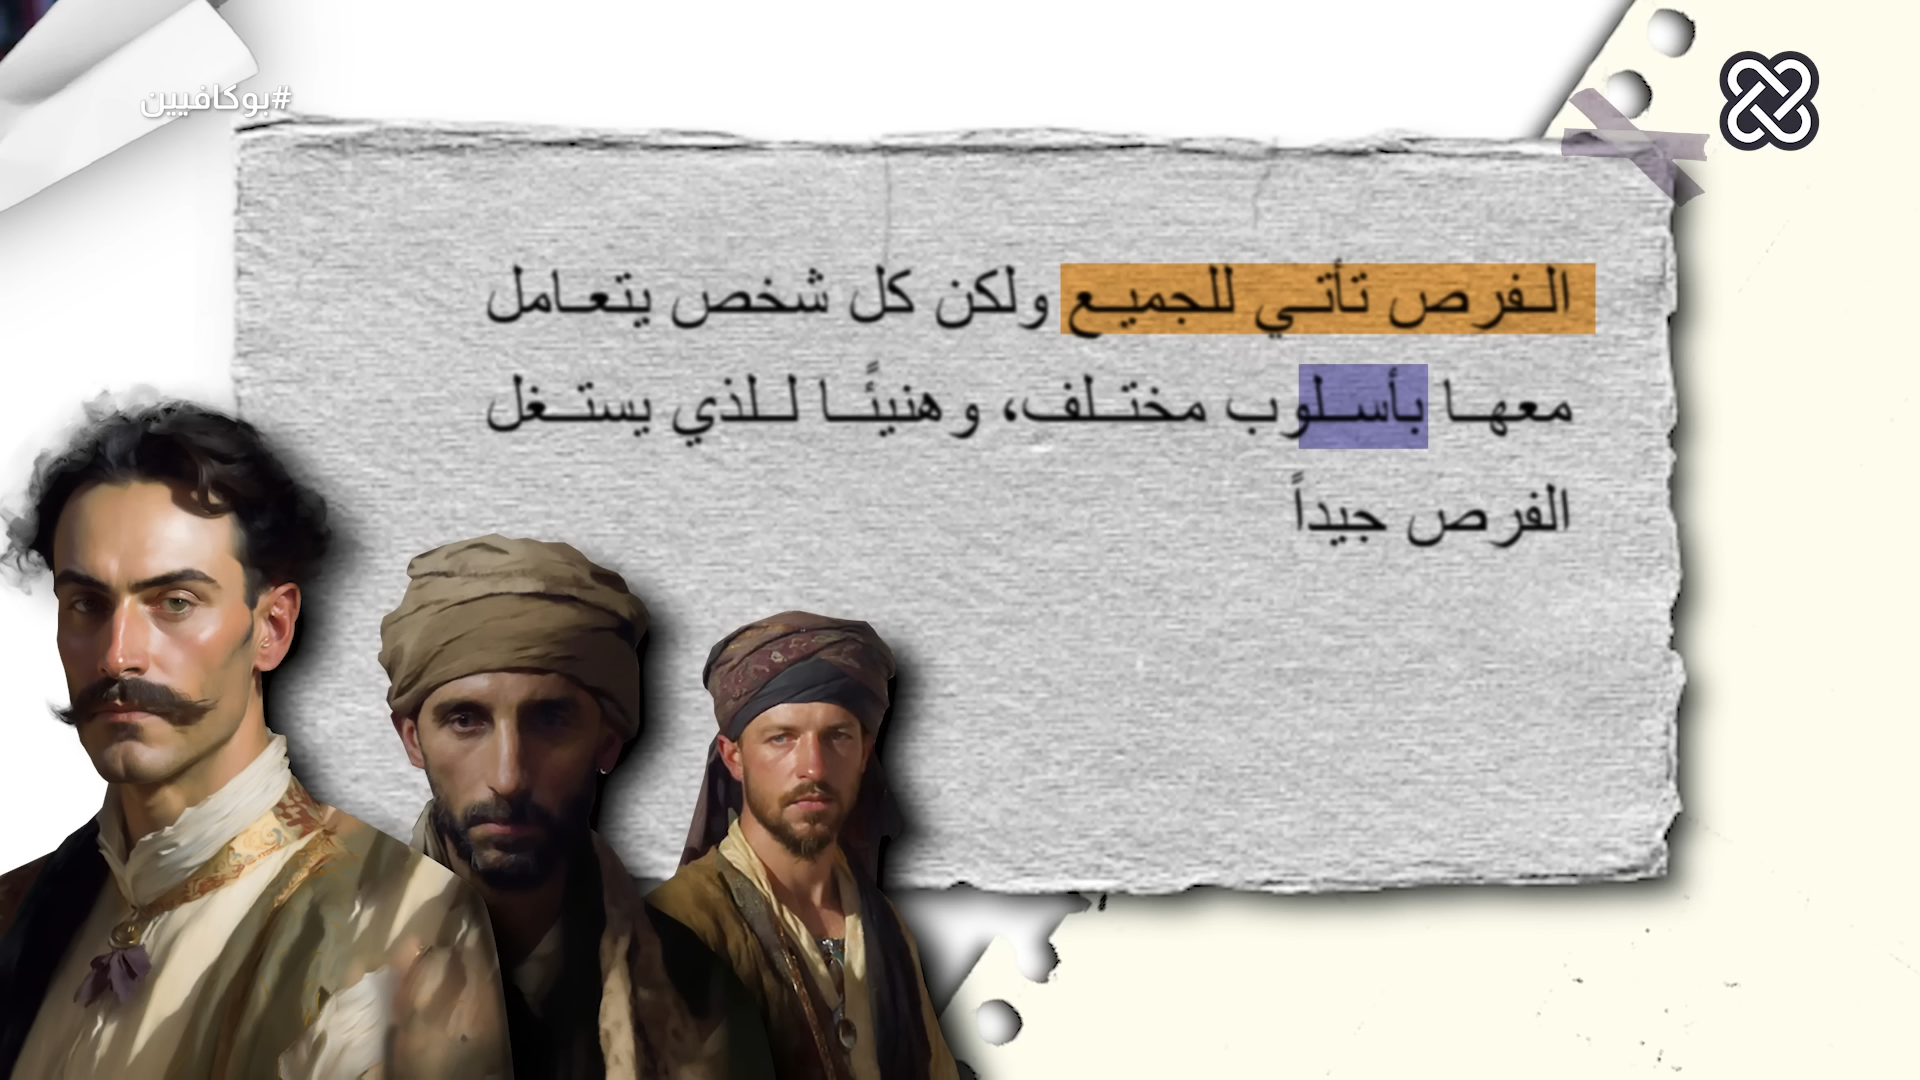 #بوكافيين
الفرص تأتي للجميع ولكن كل شخص يتعامل
معها بأسلوب مختلف، وهنيئًا للذي يستغل
الفرص جيداً